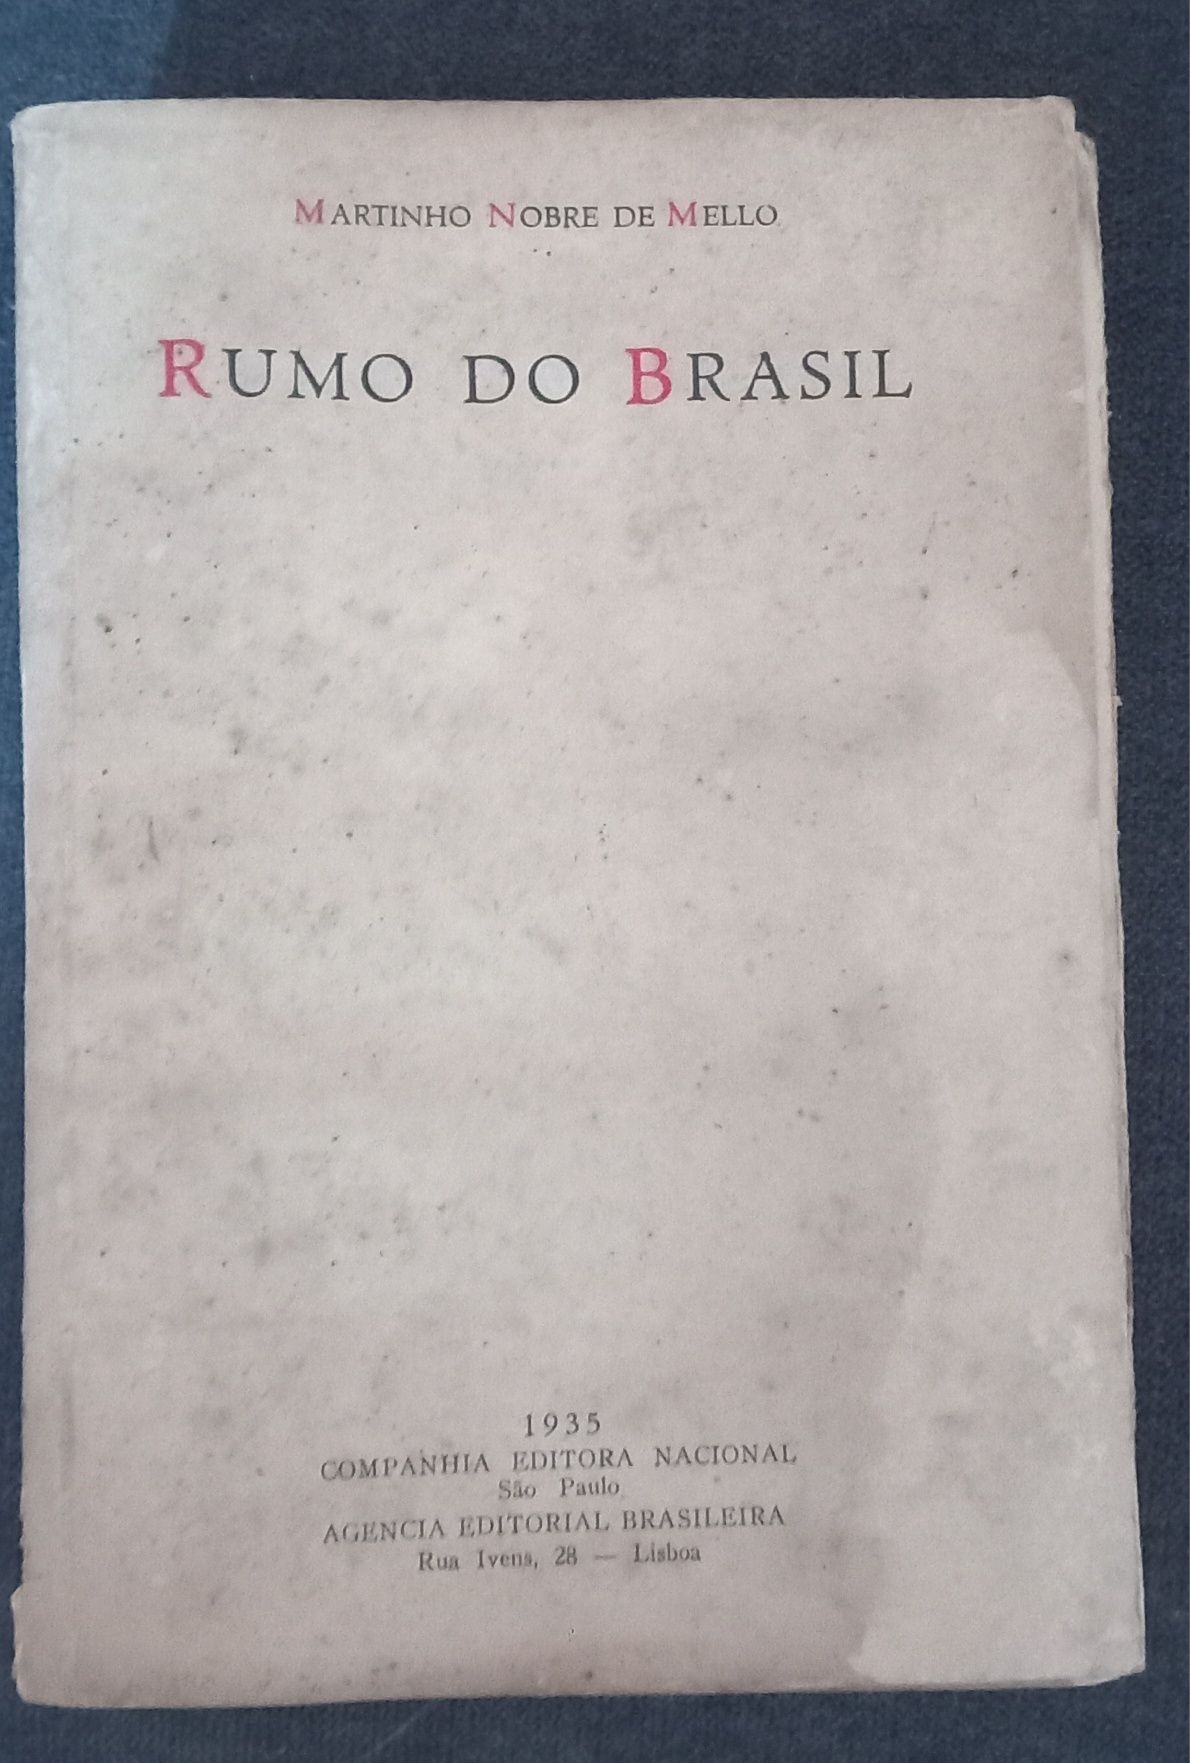 MARTINHO NOBRE DE MELLO
RUMO DO BRASIL
1935
COMPANHIA EDITORA NACIONAL
São Paulo
AGENCIA EDITORIAL BRASILEIRA
Rua Ivens, 28 — Lisboa